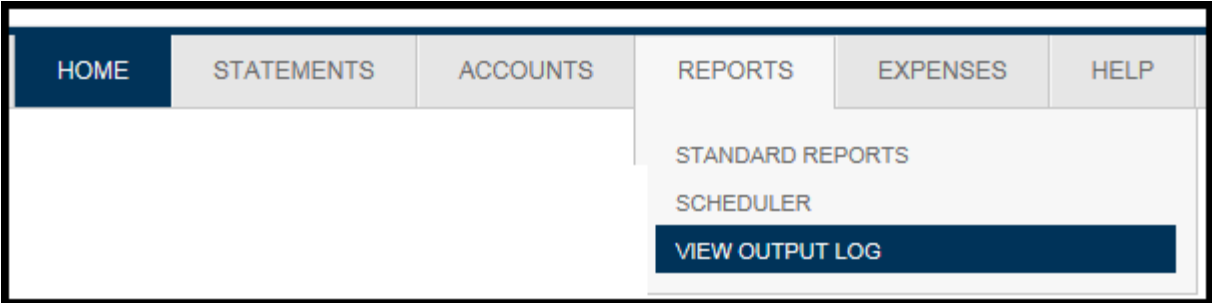 HOME STATEMENTS ACCOUNTS REPORTS EXPENSES HELP
STANDARD REPORTS
SCHEDULER
VIEW OUTPUT LOG